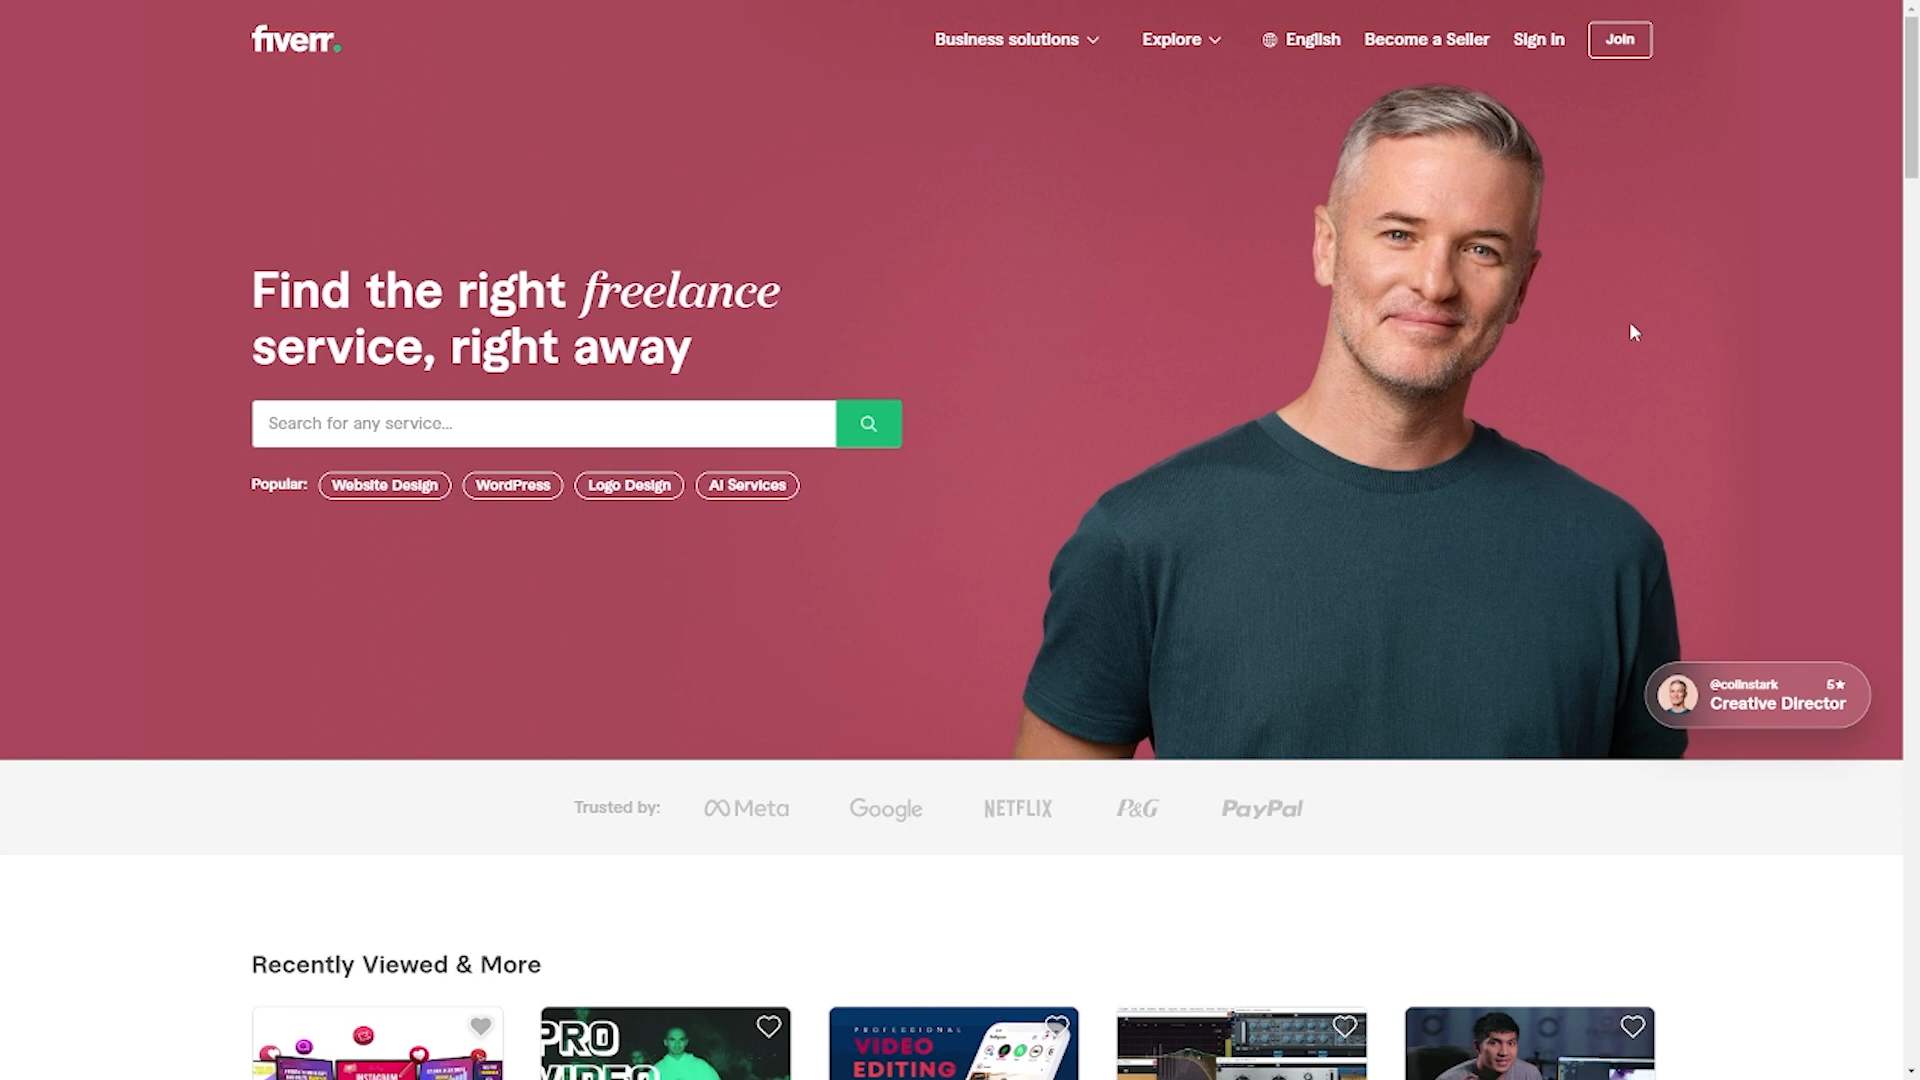 fiverr.
Business solutions
Explore
English
Become a Seller
Sign In
Join
Find the right freelance
service, right away
Search for any service...
Popular:
Website Design
WordPress
Logo Design
AI Services
@colinstark 5★
Creative Director
Trusted by:
Meta
Google
NETFLIX
P&G
PayPal
Recently Viewed & More
INSTAGRAM
PRO
VIDEO
PROFESSIONAL
VIDEO
EDITING